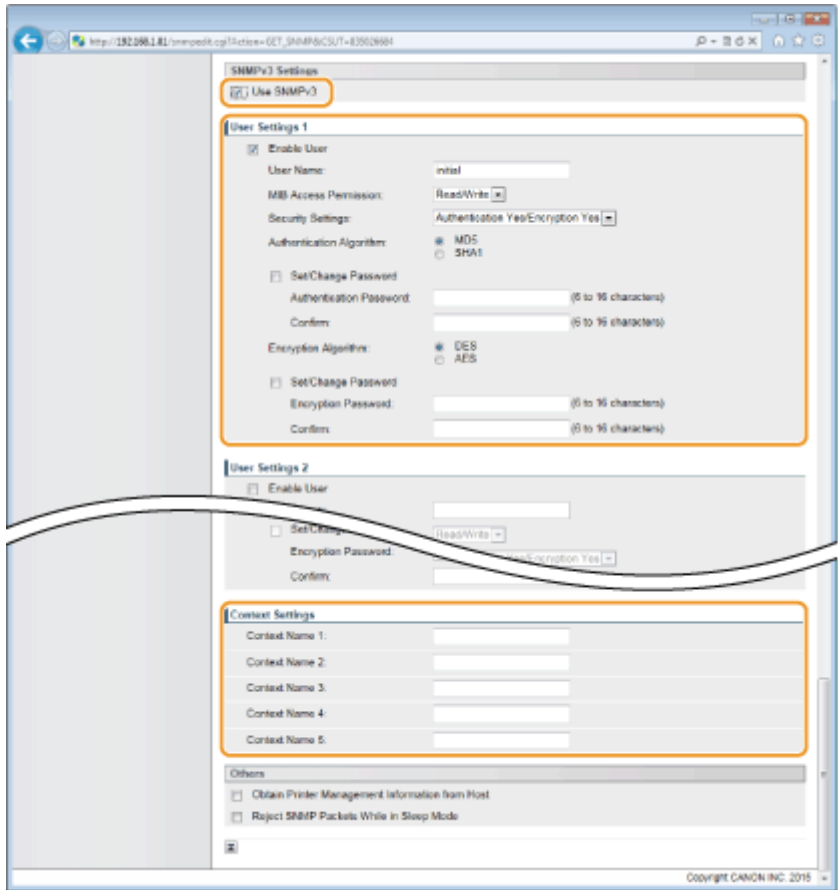 http://192.168.1.81/snmpedit.cgi?Action=GET_SNMP&CSUT=835026684
SNMPv3 Settings
Use SNMPv3
User Settings 1
Enable User
User Name: initial
MIB Access Permission: Read/Write
Security Settings: Authentication Yes/Encryption Yes
Authentication Algorithm: MD5
SHA1
Set/Change Password
Authentication Password: (6 to 16 characters)
Confirm: (6 to 16 characters)
Encryption Algorithm: DES
AES
Set/Change Password
Encryption Password: (6 to 16 characters)
Confirm: (6 to 16 characters)
User Settings 2
Enable User
Set/Change Read/Write
Encryption Password: Yes/Encryption Yes
Confirm:
Context Settings
Context Name 1:
Context Name 2:
Context Name 3:
Context Name 4:
Context Name 5:
Others
Obtain Printer Management Information from Host
Reject SNMP Packets While in Sleep Mode
Copyright CANON INC. 2015